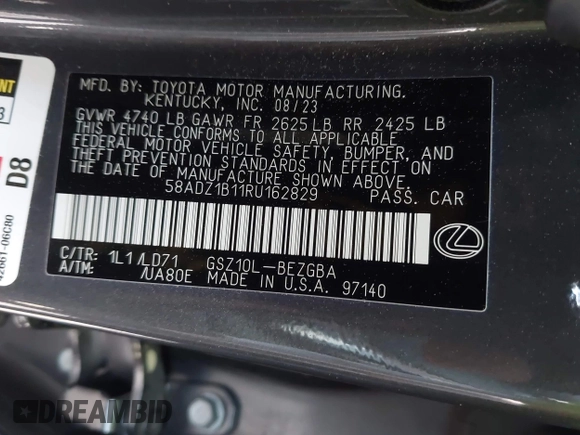 MFD. BY: TOYOTA MOTOR MANUFACTURING.
KENTUCKY, INC. 08/23
GVWR 4740 LB GAWR FR 2625 LB RR 2425 LB
THIS VEHICLE CONFORMS TO ALL APPLICABLE
FEDERAL MOTOR VEHICLE SAFETY, BUMPER, AND
THEFT PREVENTION STANDARDS IN EFFECT ON
THE DATE OF MANUFACTURE SHOWN ABOVE.
58ADZ1B11RU162829 PASS. CAR
C/TR: 1L1/LD71 GSZ10L-BEZGBA
A/TM: /UA80E MADE IN U.S.A. 97140
D8
42661-06C80
DREAMBID